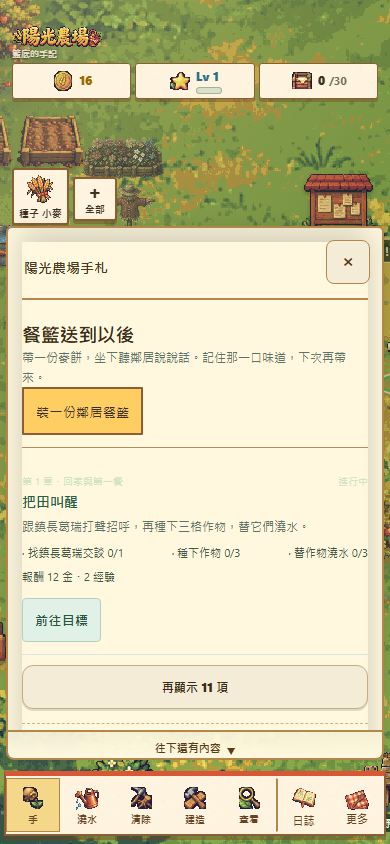 陽光農場
籃底的手記
16
Lv 1
0 /30
種子 小麥
+
全部
陽光農場手札
×
餐籃送到以後
帶一份麥餅，坐下聽鄰居說說話。記住那一口味道，下次再帶
來。
裝一份鄰居餐籃
第 1 章 · 回家與第一餐
進行中
把田叫醒
跟鎮長葛瑞打聲招呼，再種下三格作物，替它們澆水。
· 找鎮長葛瑞交談 0/1
· 種下作物 0/3
· 替作物澆水 0/3
報酬 12 金 · 2 經驗
前往目標
再顯示 11 項
往下還有內容 ▼
手
澆水
清除
建造
查看
日誌
更多